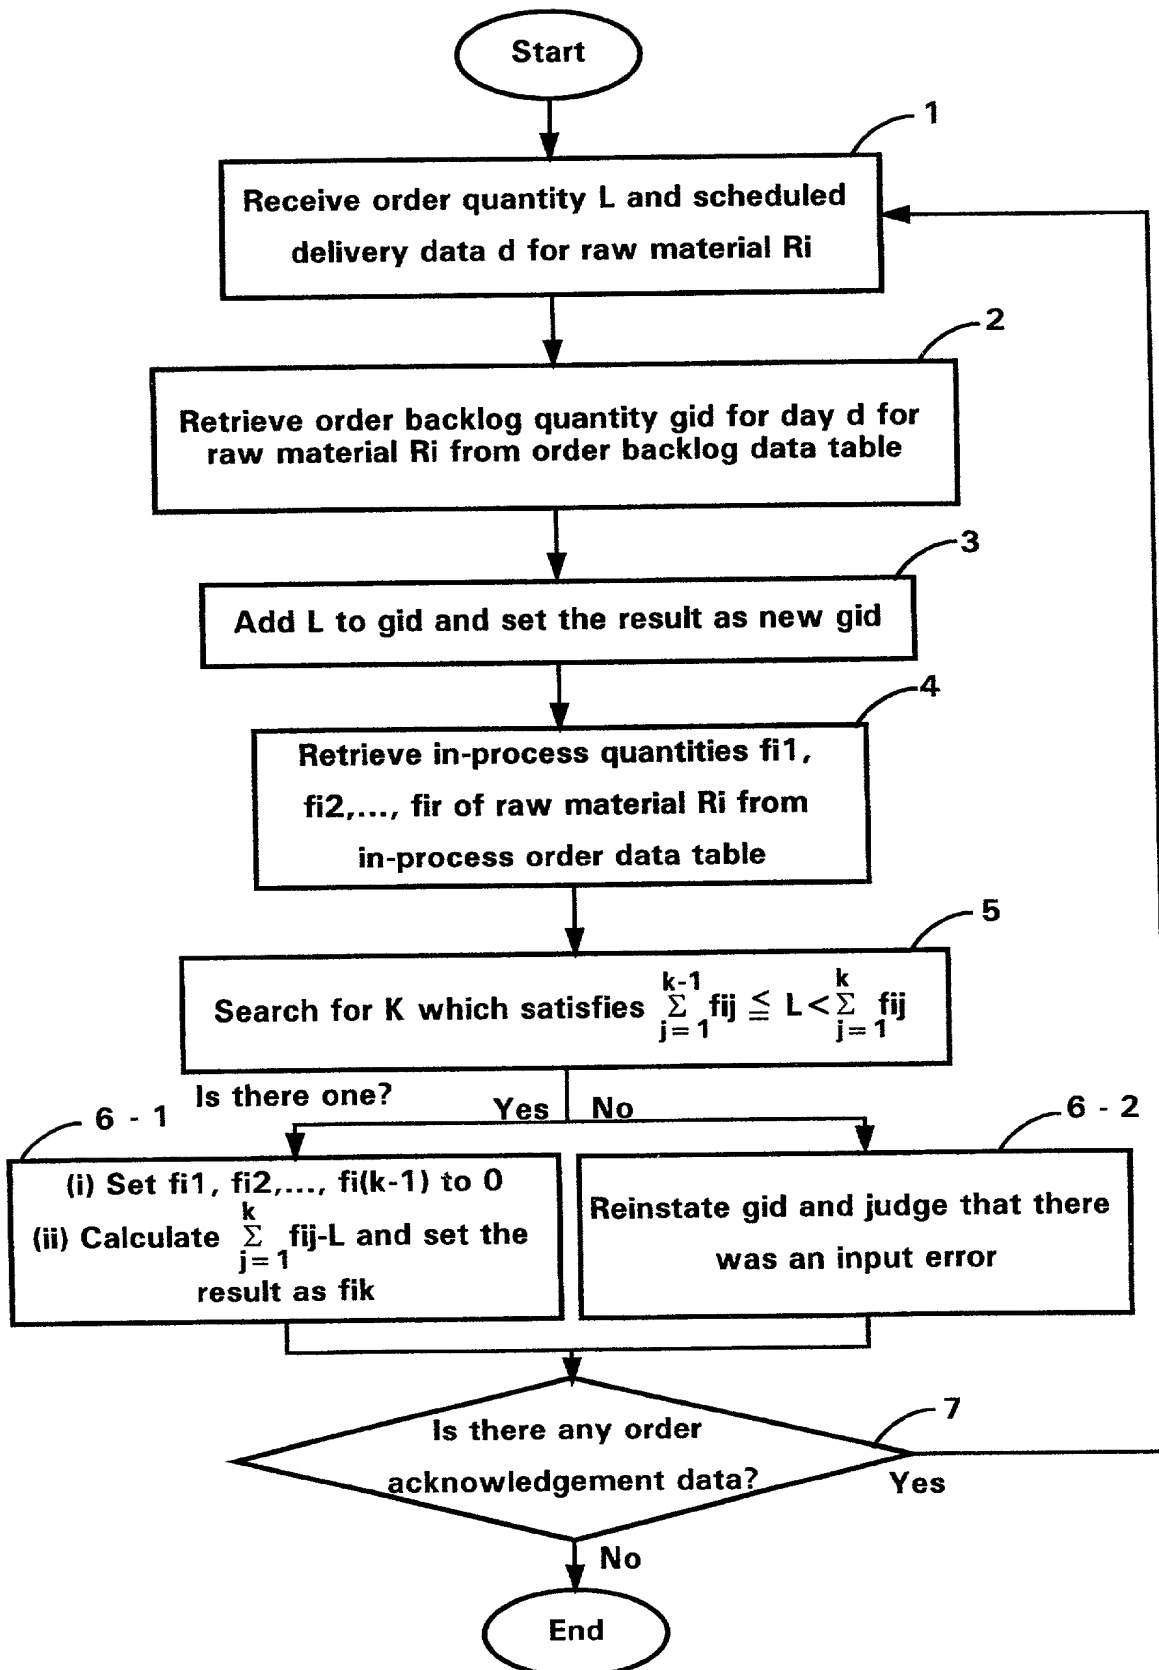 Start
1
Receive order quantity L and scheduled
delivery data d for raw material Ri
2
Retrieve order backlog quantity gid for day d for
raw material Ri from order backlog data table
3
Add L to gid and set the result as new gid
4
Retrieve in-process quantities fi1,
fi2,..., fir of raw material Ri from
in-process order data table
5
Search for K which satisfies k-1 Σ j=1 fij ≦ L < k Σ j=1 fij
Is there one?
Yes No
6 - 1
(i) Set fi1, fi2,..., fi(k-1) to 0
(ii) Calculate k Σ j=1 fij-L and set the
result as fik
6 - 2
Reinstate gid and judge that there
was an input error
7
Is there any order
acknowledgement data?
Yes
No
End